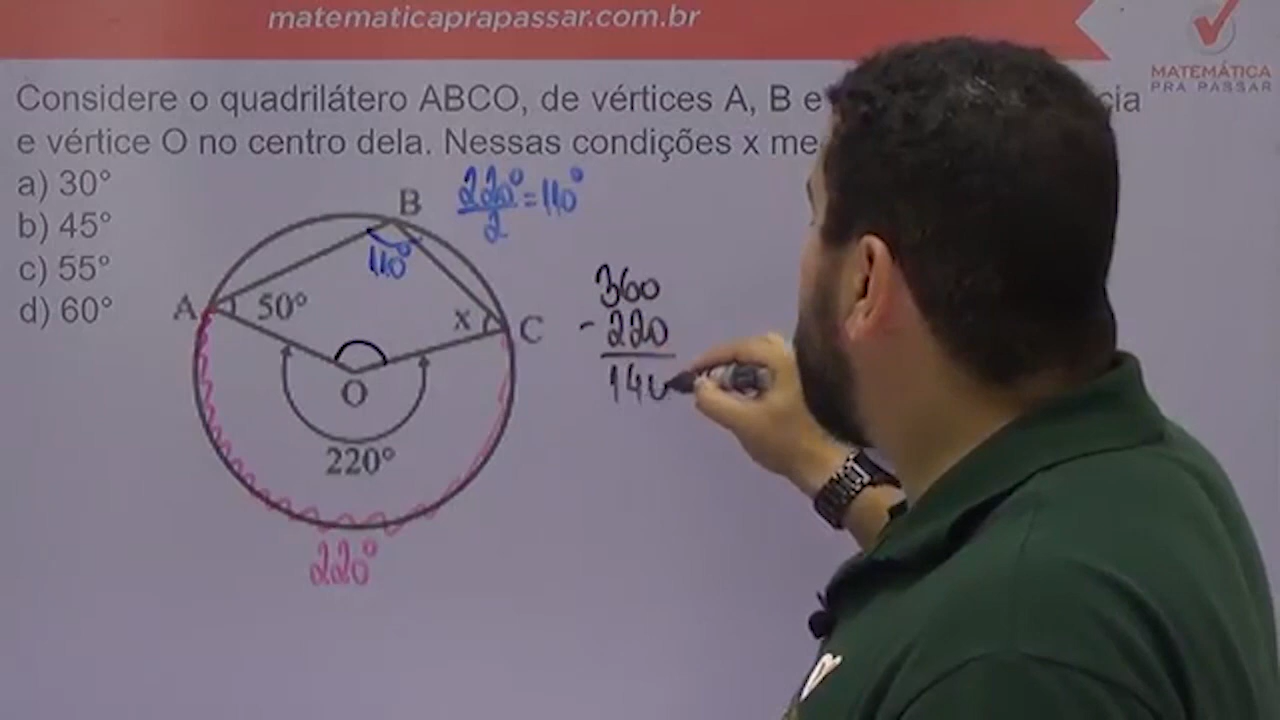 matematicaprapassar.com.br
MATEMÁTICA
PRA PASSAR
Considere o quadrilátero ABCO, de vértices A, B e cia
e vértice O no centro dela. Nessas condições x me
a) 30°
b) 45°
c) 55°
d) 60°
B
220°/2 = 110°
110°
A 50°
x C
O
220°
220°
360
- 220
140